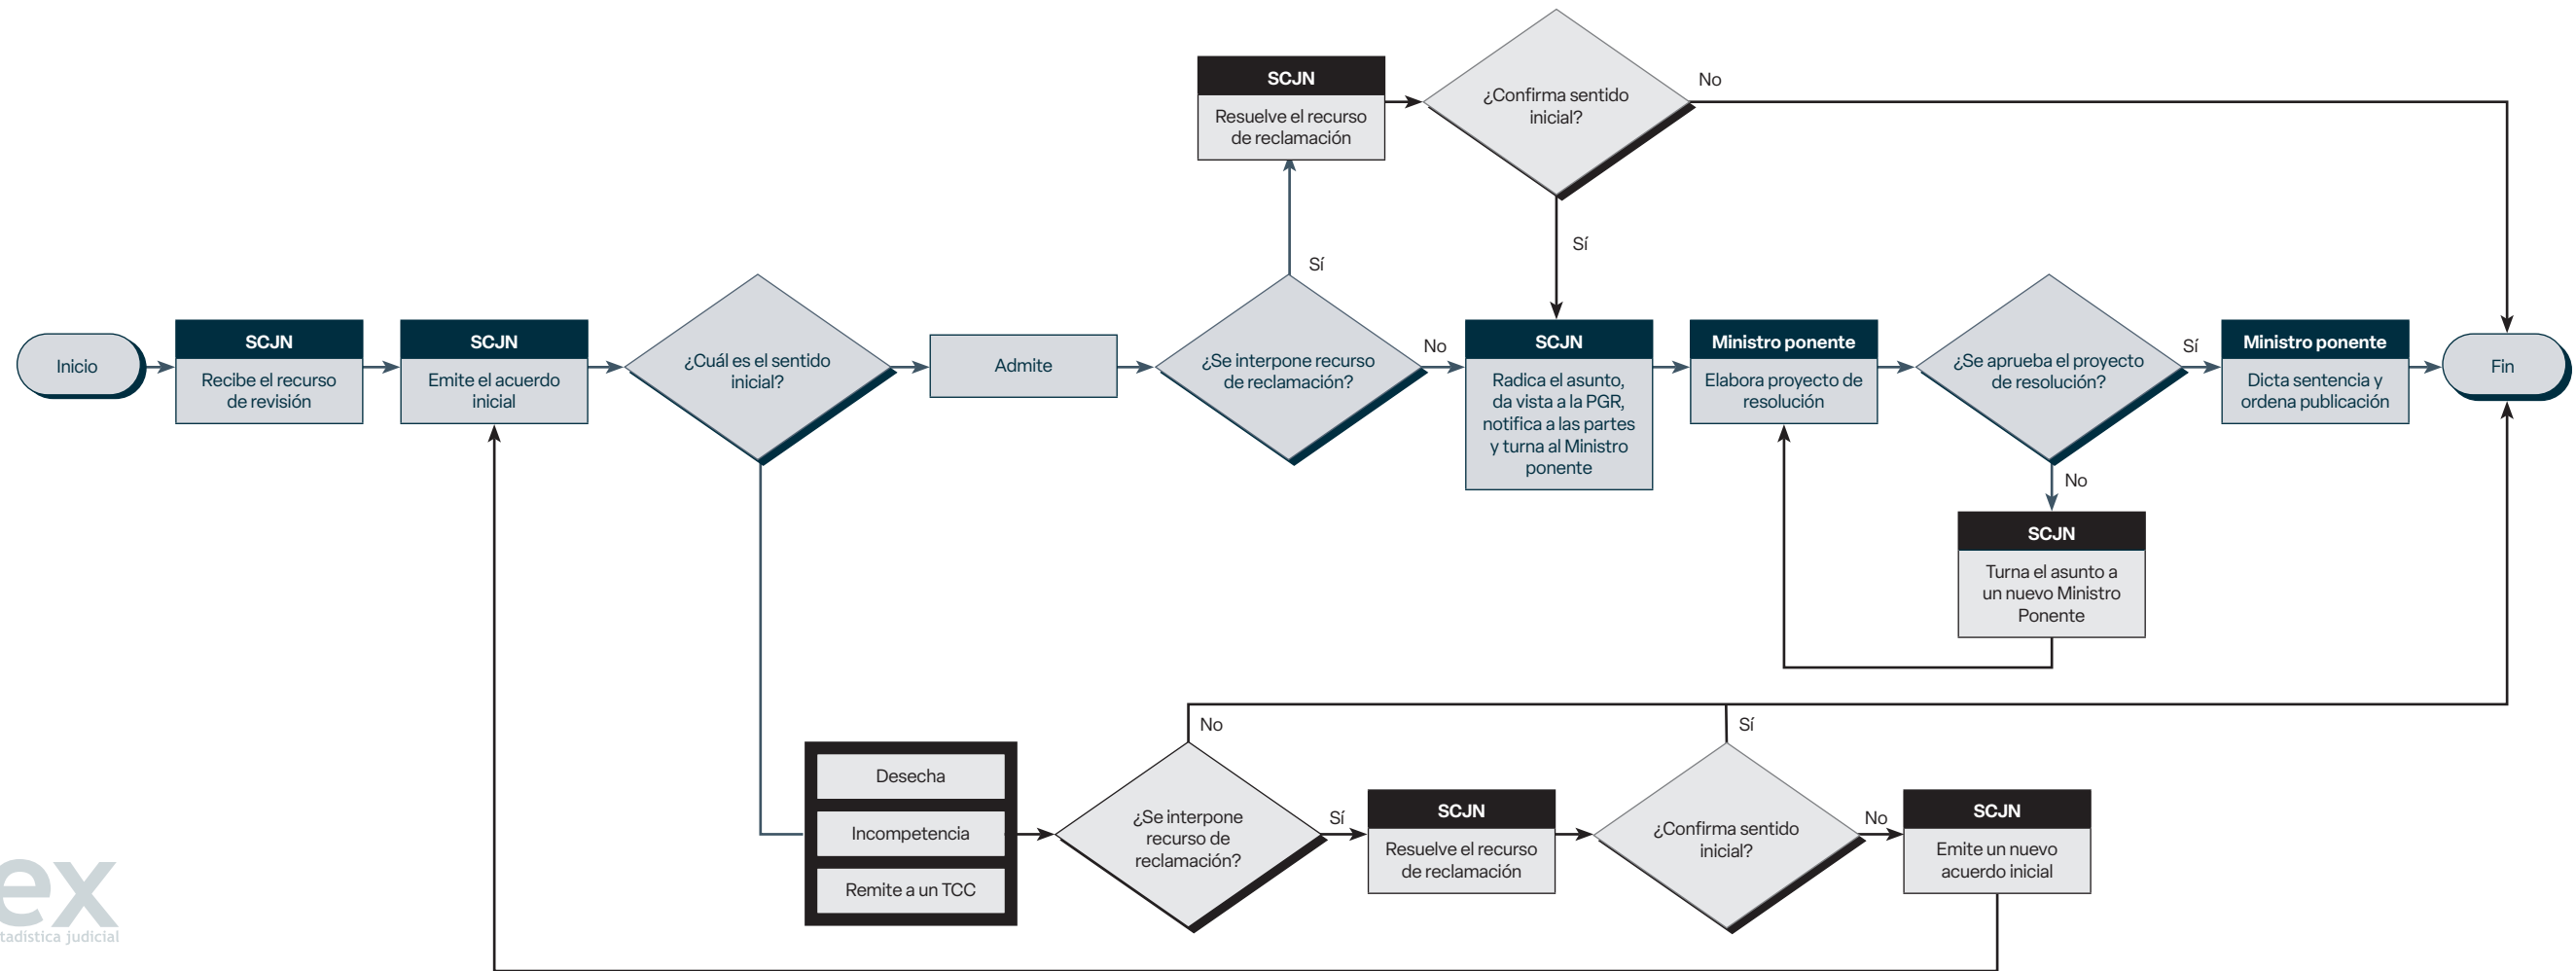 SCJN
Resuelve el recurso
de reclamación
¿Confirma sentido
inicial?
No
Sí
Sí
Inicio
SCJN
Recibe el recurso
de revisión
SCJN
Emite el acuerdo
inicial
¿Cuál es el sentido
inicial?
Admite
¿Se interpone recurso
de reclamación?
No
SCJN
Radica el asunto,
da vista a la PGR,
notifica a las partes
y turna al Ministro
ponente
Ministro ponente
Elabora proyecto de
resolución
¿Se aprueba el proyecto
de resolución?
Sí
Ministro ponente
Dicta sentencia y
ordena publicación
Fin
No
SCJN
Turna el asunto a
un nuevo Ministro
Ponente
Desecha
Incompetencia
Remite a un TCC
No
¿Se interpone
recurso de
reclamación?
Sí
SCJN
Resuelve el recurso
de reclamación
Sí
¿Confirma sentido
inicial?
No
SCJN
Emite un nuevo
acuerdo inicial
ex
tadistica judicial